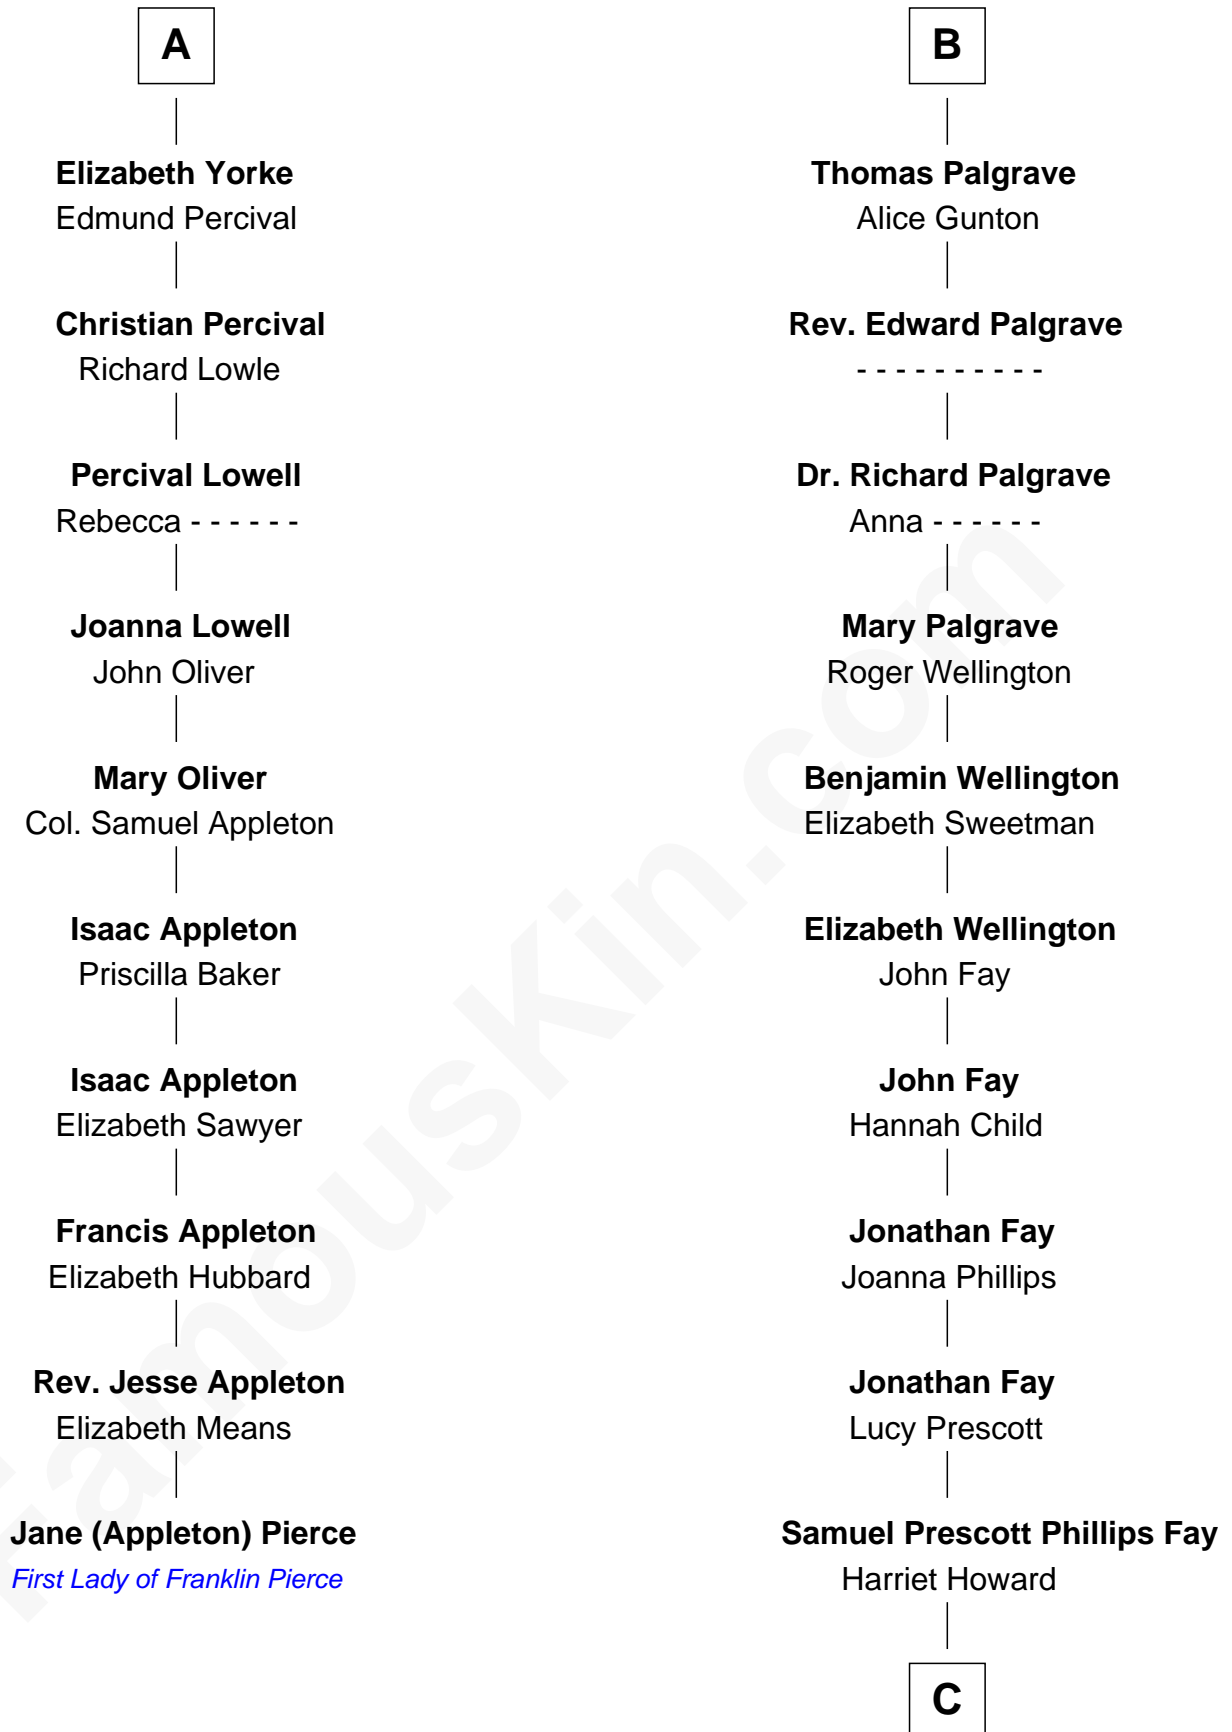 A
Elizabeth Yorke
Edmund Percival
Christian Percival
Richard Lowle
Percival Lowell
Rebecca - - - - - -
Joanna Lowell
John Oliver
Mary Oliver
Col. Samuel Appleton
Isaac Appleton
Priscilla Baker
Isaac Appleton
Elizabeth Sawyer
Francis Appleton
Elizabeth Hubbard
Rev. Jesse Appleton
Elizabeth Means
Jane (Appleton) Pierce
First Lady of Franklin Pierce
B
Thomas Palgrave
Alice Gunton
Rev. Edward Palgrave
- - - - - - - - - -
Dr. Richard Palgrave
Anna - - - - - -
Mary Palgrave
Roger Wellington
Benjamin Wellington
Elizabeth Sweetman
Elizabeth Wellington
John Fay
John Fay
Hannah Child
Jonathan Fay
Joanna Phillips
Jonathan Fay
Lucy Prescott
Samuel Prescott Phillips Fay
Harriet Howard
C
FamousKin.com